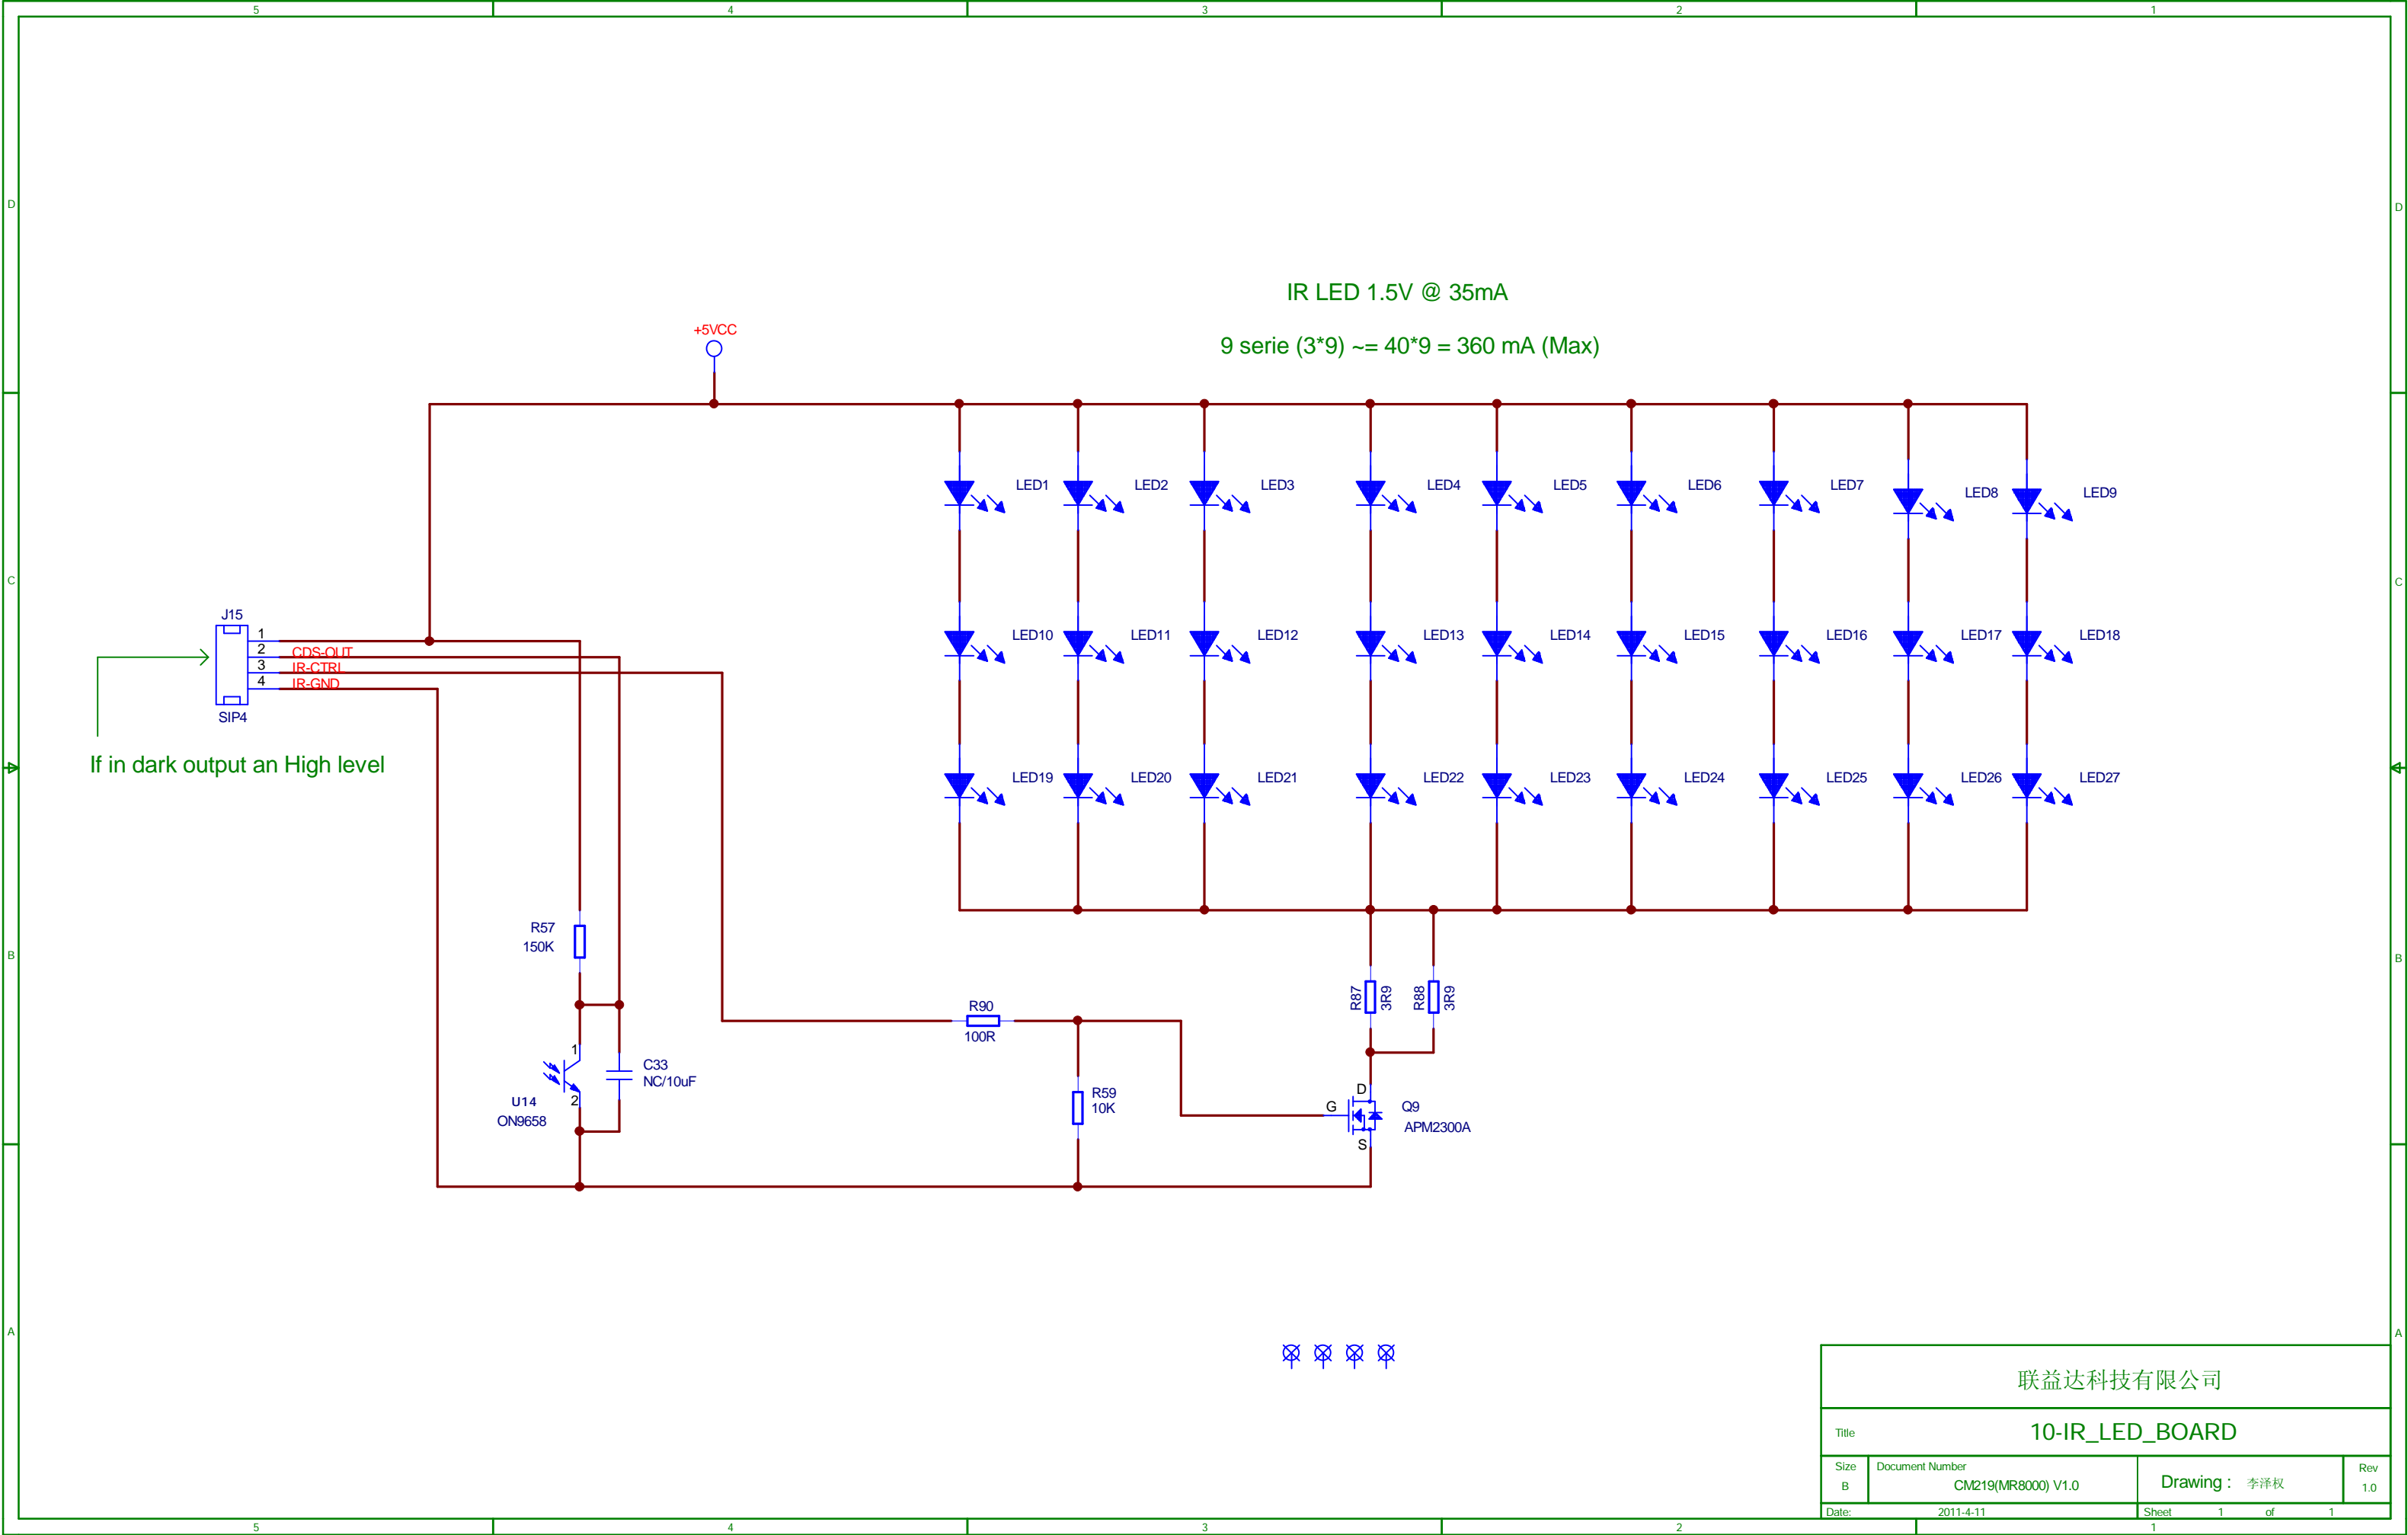 5 4 3 2 1
D D
IR LED 1.5V @ 35mA
+5VCC
9 serie (3*9) ~= 40*9 = 360 mA (Max)
LED1 LED2 LED3 LED4 LED5 LED6 LED7 LED8 LED9
C C
J15
1
2 CDS-OUT
3 IR-CTRL
4 IR-GND
SIP4
LED10 LED11 LED12 LED13 LED14 LED15 LED16 LED17 LED18
If in dark output an High level
LED19 LED20 LED21 LED22 LED23 LED24 LED25 LED26 LED27
R57
150K
B B
R87 3R9 R88 3R9
R90
100R
1
C33
NC/10uF
U14
2
ON9658
R59
10K
D
G
S
Q9
APM2300A
A A
联益达科技有限公司
Title 10-IR_LED_BOARD
Size Document Number Rev
B CM219(MR8000) V1.0 Drawing : 李泽权 1.0
Date: 2011-4-11 Sheet 1 of 1
5 4 3 2 1